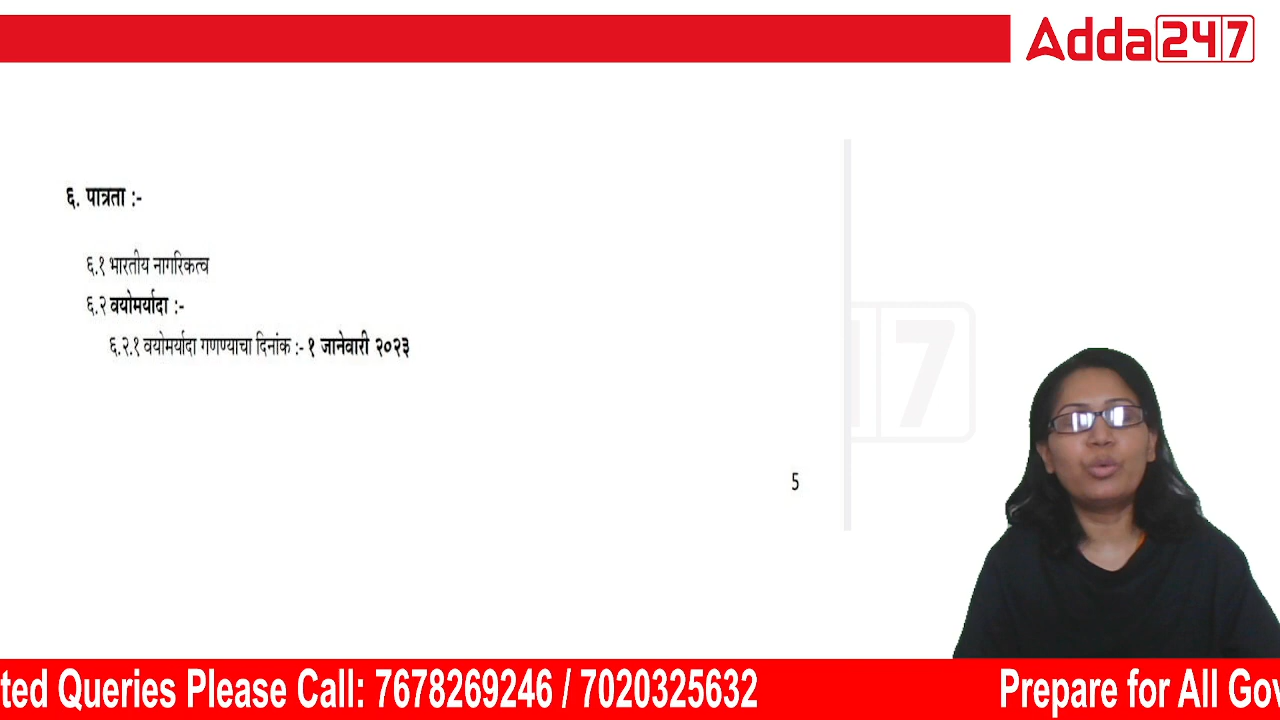 Adda247
६. पात्रता :-
६.१ भारतीय नागरिकत्व
६.२ वयोमर्यादा :-
६.२.१ वयोमर्यादा गणण्याचा दिनांक :- १ जानेवारी २०२३
7
5
ted Queries Please Call: 7678269246 / 7020325632
Prepare for All Gov